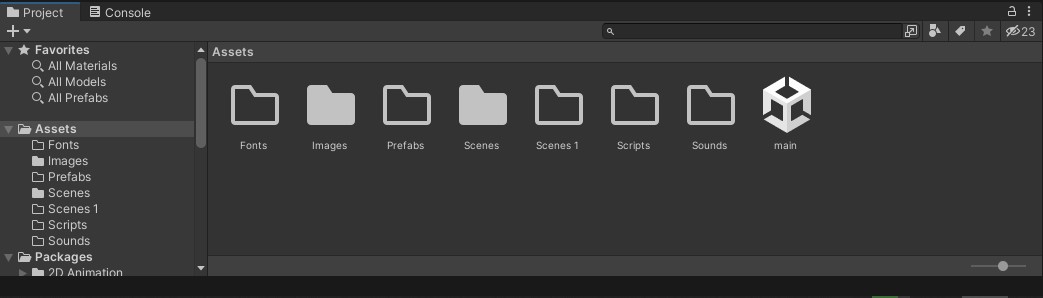 Project Console
23
Favorites
All Materials
All Models
All Prefabs
Assets
Fonts
Images
Prefabs
Scenes
Scenes 1
Scripts
Sounds
Packages
2D Animation
Assets
Fonts Images Prefabs Scenes Scenes 1 Scripts Sounds main